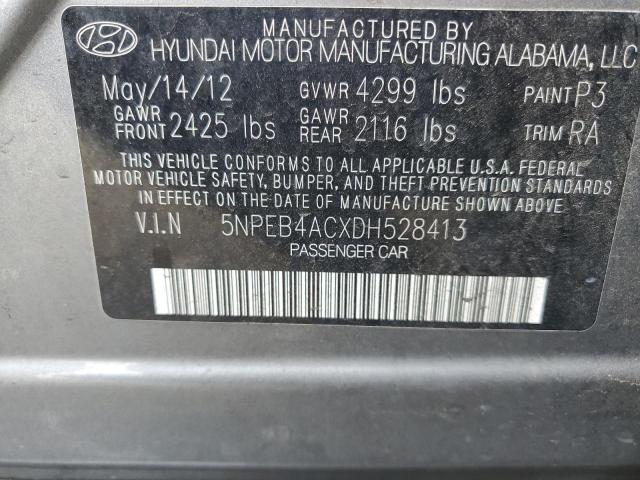 MANUFACTURED BY
HYUNDAI MOTOR MANUFACTURING ALABAMA, LLC
May/14/12 GVWR 4299 lbs PAINT P3
GAWR FRONT 2425 lbs GAWR REAR 2116 lbs TRIM RA
THIS VEHICLE CONFORMS TO ALL APPLICABLE U.S.A. FEDERAL
MOTOR VEHICLE SAFETY, BUMPER, AND THEFT PREVENTION STANDARDS
IN EFFECT ON THE DATE OF MANUFACTURE SHOWN ABOVE.
V.I.N 5NPEB4ACXDH528413
PASSENGER CAR